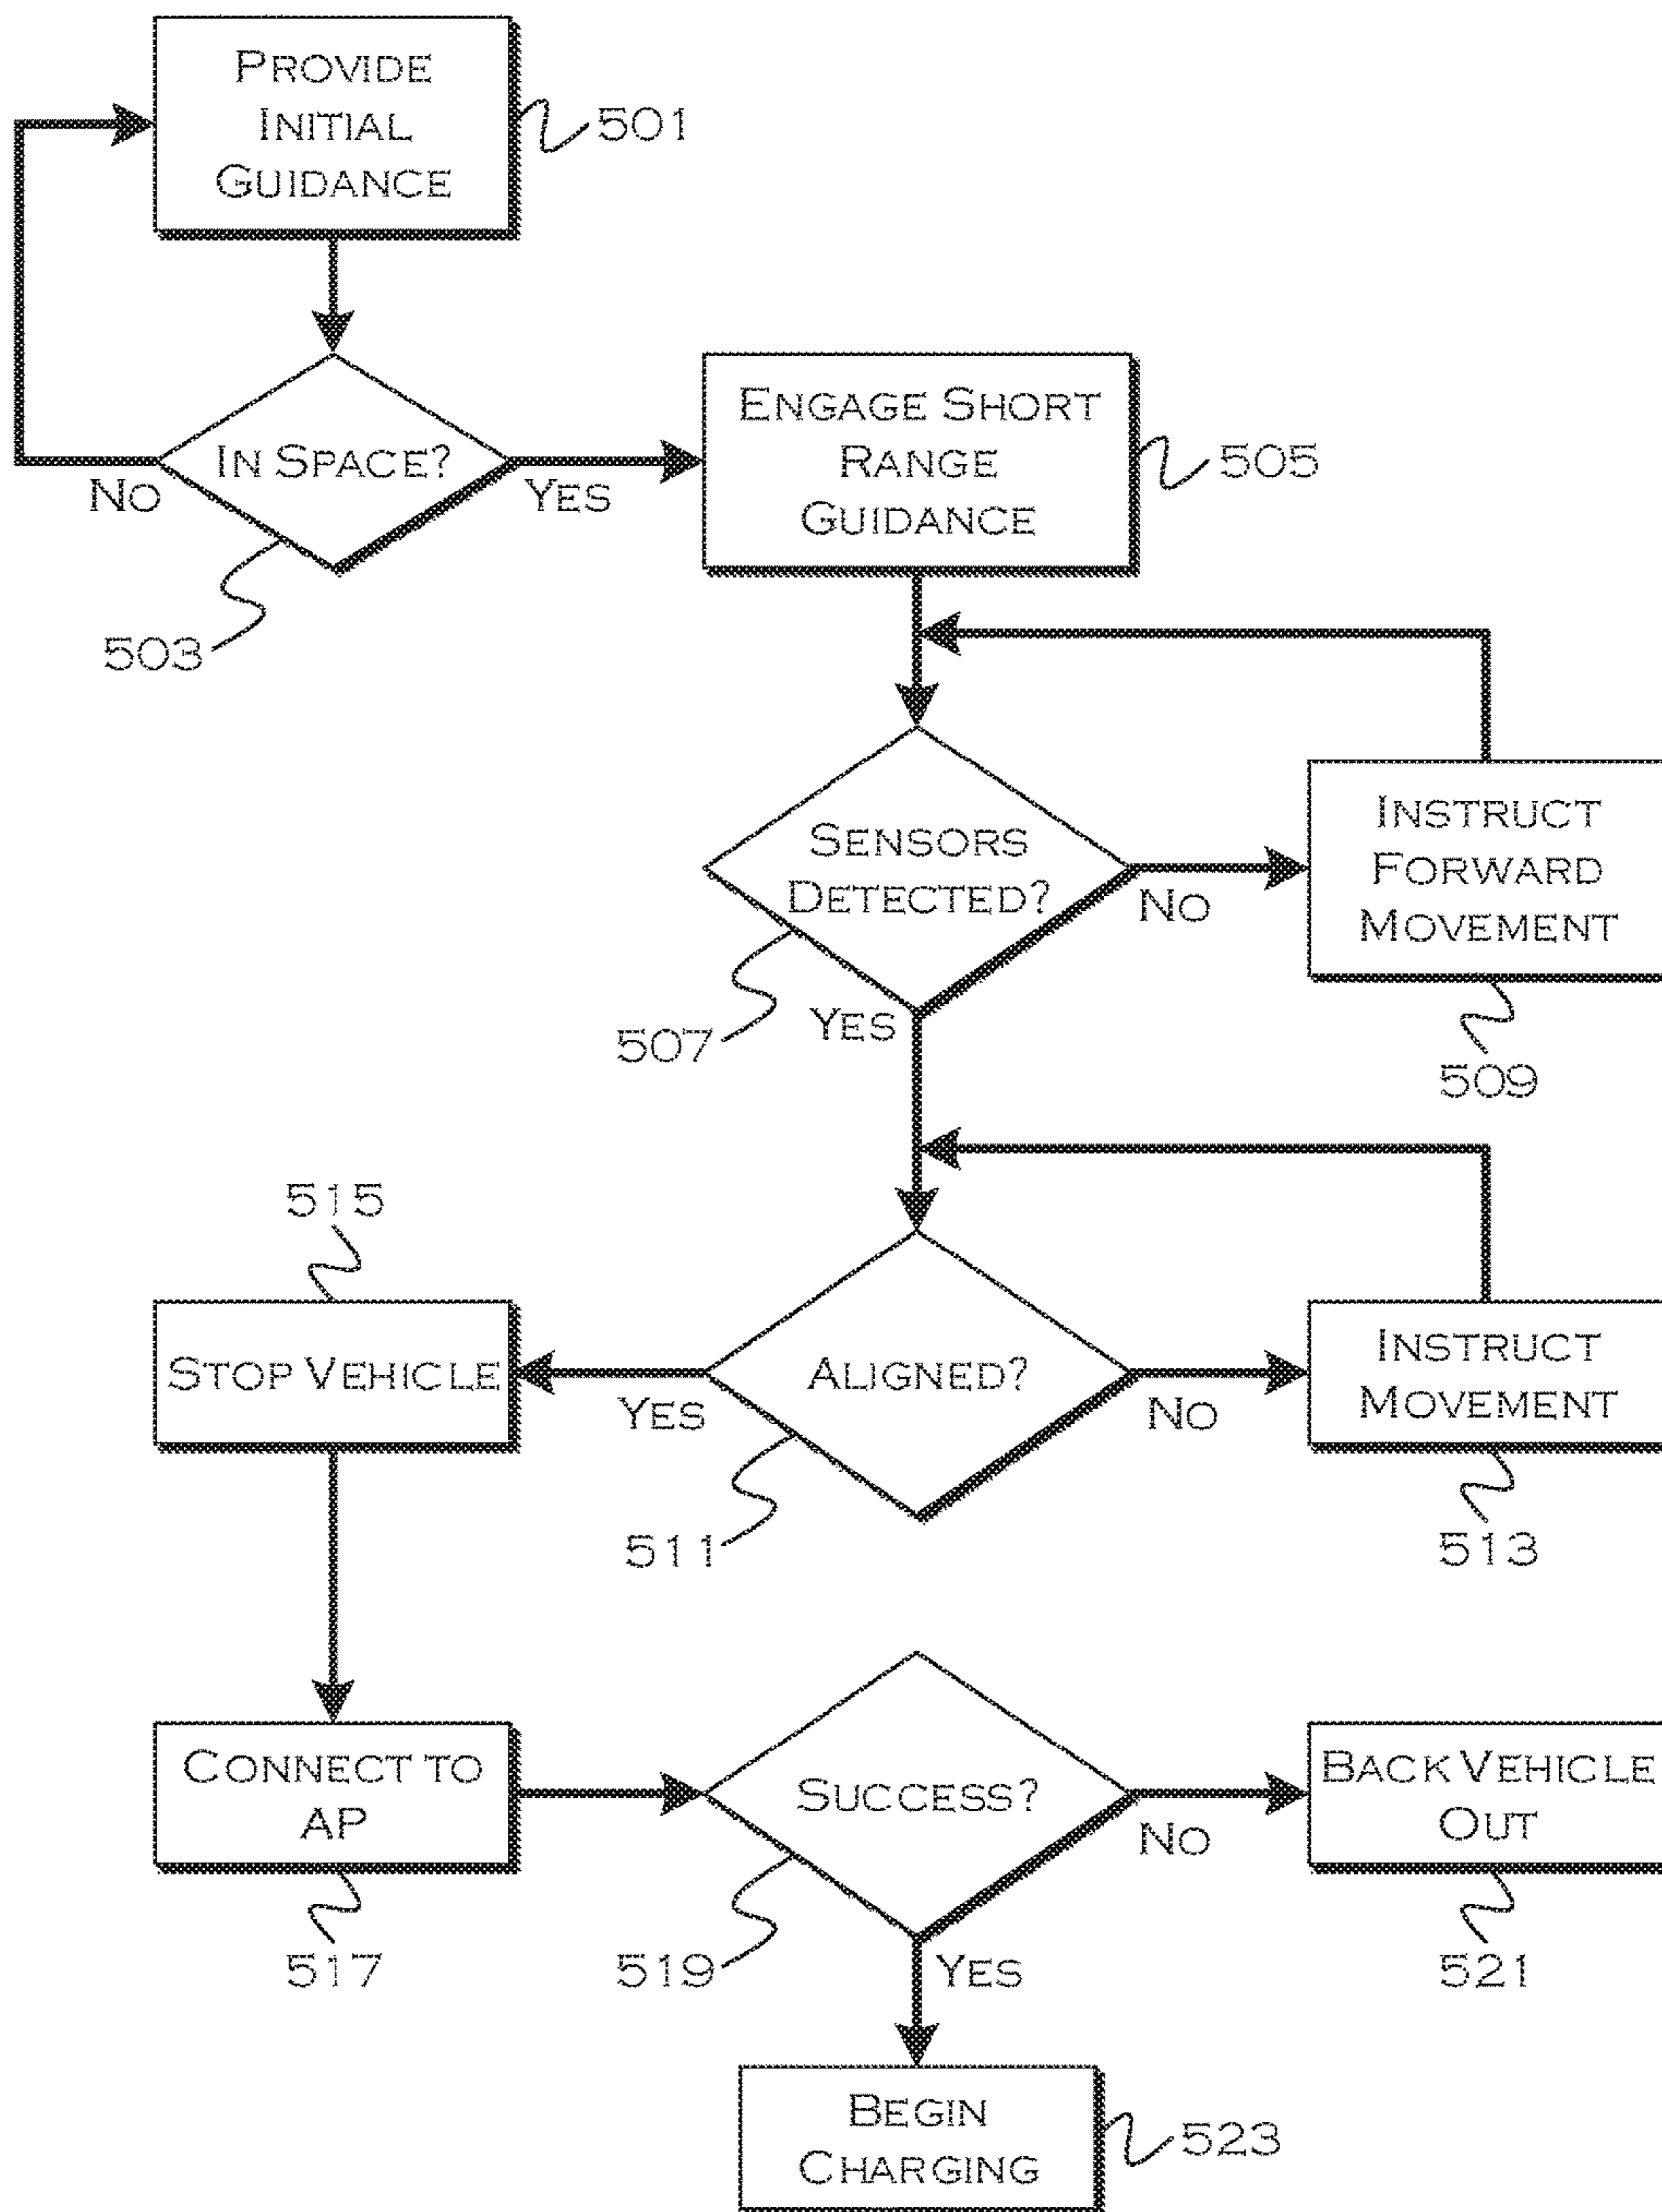 PROVIDE
INITIAL
GUIDANCE
501
IN SPACE?
NO
YES
503
ENGAGE SHORT
RANGE
GUIDANCE
505
SENSORS
DETECTED?
NO
YES
507
INSTRUCT
FORWARD
MOVEMENT
509
ALIGNED?
YES
NO
511
INSTRUCT
MOVEMENT
513
515
STOP VEHICLE
CONNECT TO
AP
517
SUCCESS?
NO
YES
519
BACK VEHICLE
OUT
521
BEGIN
CHARGING
523